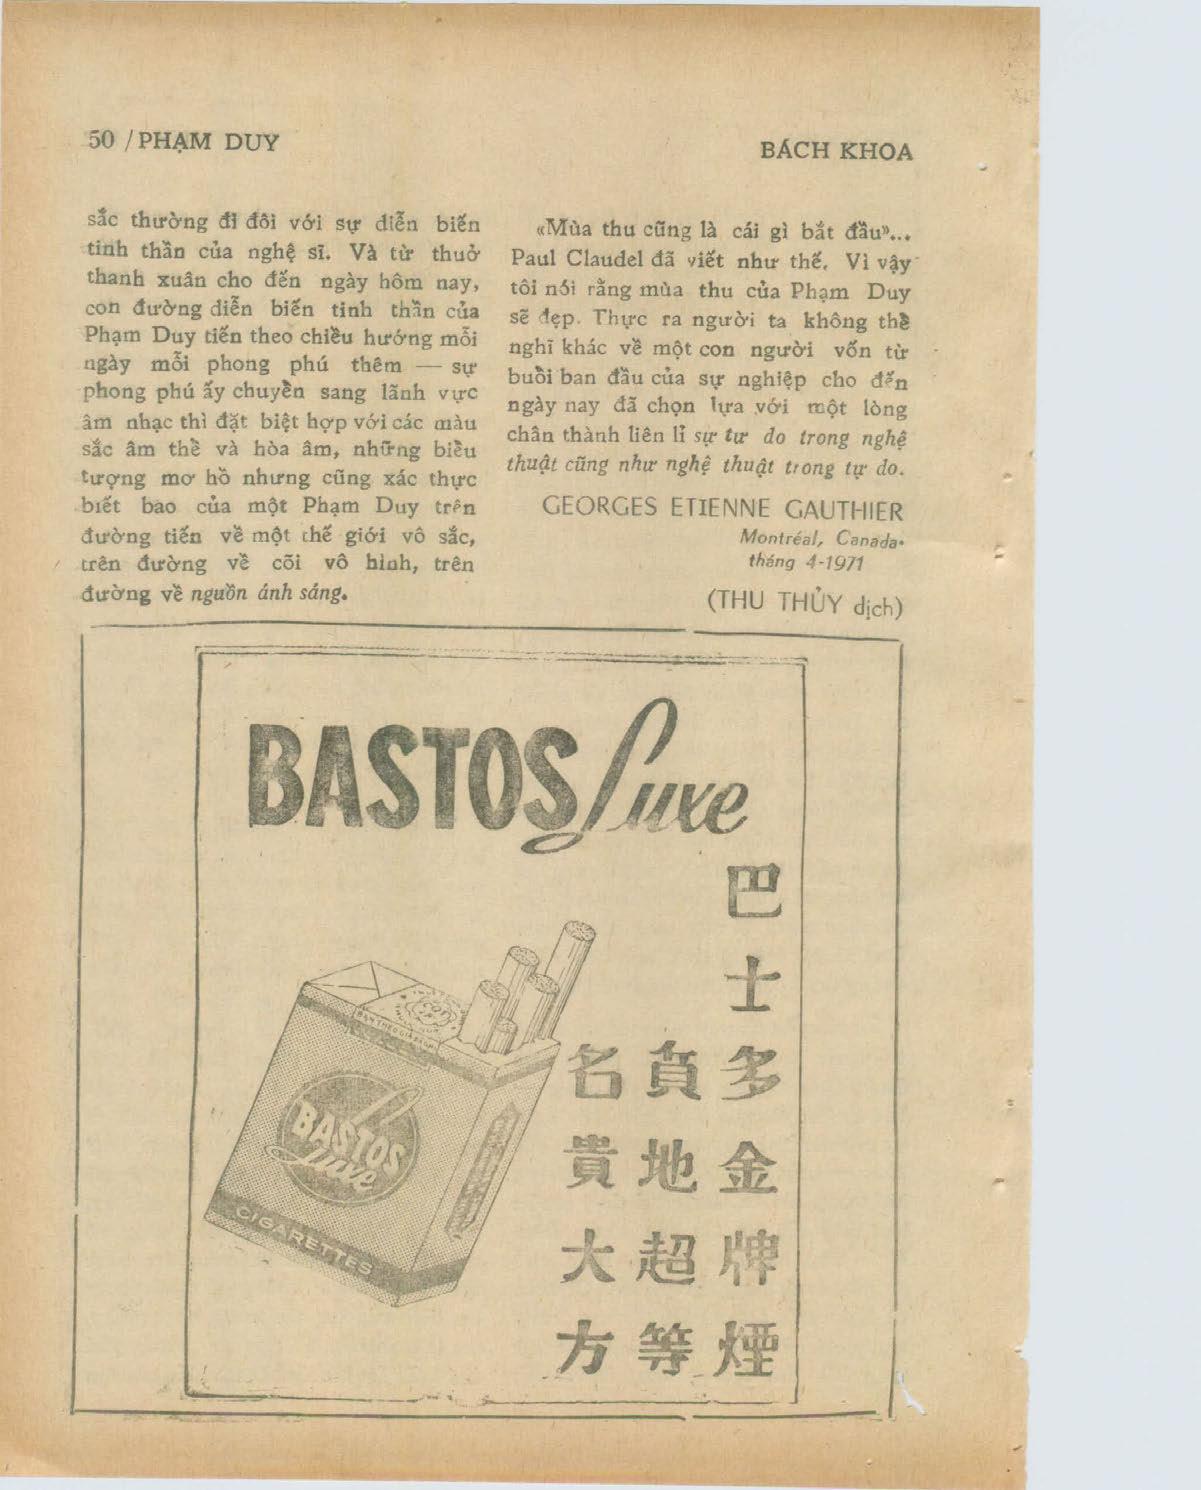 50 /PHẠM DUY
BÁCH KHOA
sắc thường đi đôi với sự diễn biến
tinh thần của nghệ sĩ. Và từ thuở
thanh xuân cho đến ngày hôm nay,
con đường diễn biến tinh thần của
Phạm Duy tiến theo chiều hướng mỗi
ngày mỗi phong phú thêm — sự
phong phú ấy chuyển sang lãnh vực
âm nhạc thì đặt biệt hợp với các màu
sắc âm thể và hòa âm, những biểu
tượng mơ hồ nhưng cũng xác thực
biết bao của một Phạm Duy trên
đường tiến về một thế giới vô sắc,
trên đường về cõi vô hình, trên
đường về nguồn ánh sáng.
«Mùa thu cũng là cái gì bắt đầu»...
Paul Claudel đã viết như thế. Vì vậy
tôi nói rằng mùa thu của Phạm Duy
sẽ đẹp. Thực ra người ta không thể
nghĩ khác về một con người vốn từ
buổi ban đầu của sự nghiệp cho đến
ngày nay đã chọn lựa với một lòng
chân thành liên lỉ sự tự do trong nghệ
thuật cũng như nghệ thuật trong tự do.
GEORGES ETIENNE GAUTHIER
Montréal, Canada.
tháng 4-1971
(THU THỦY dịch)
BASTOS Luxe
巴士多金牌煙
負地超等
名貴大方
BASTOS
Luxe
CIGARETTES